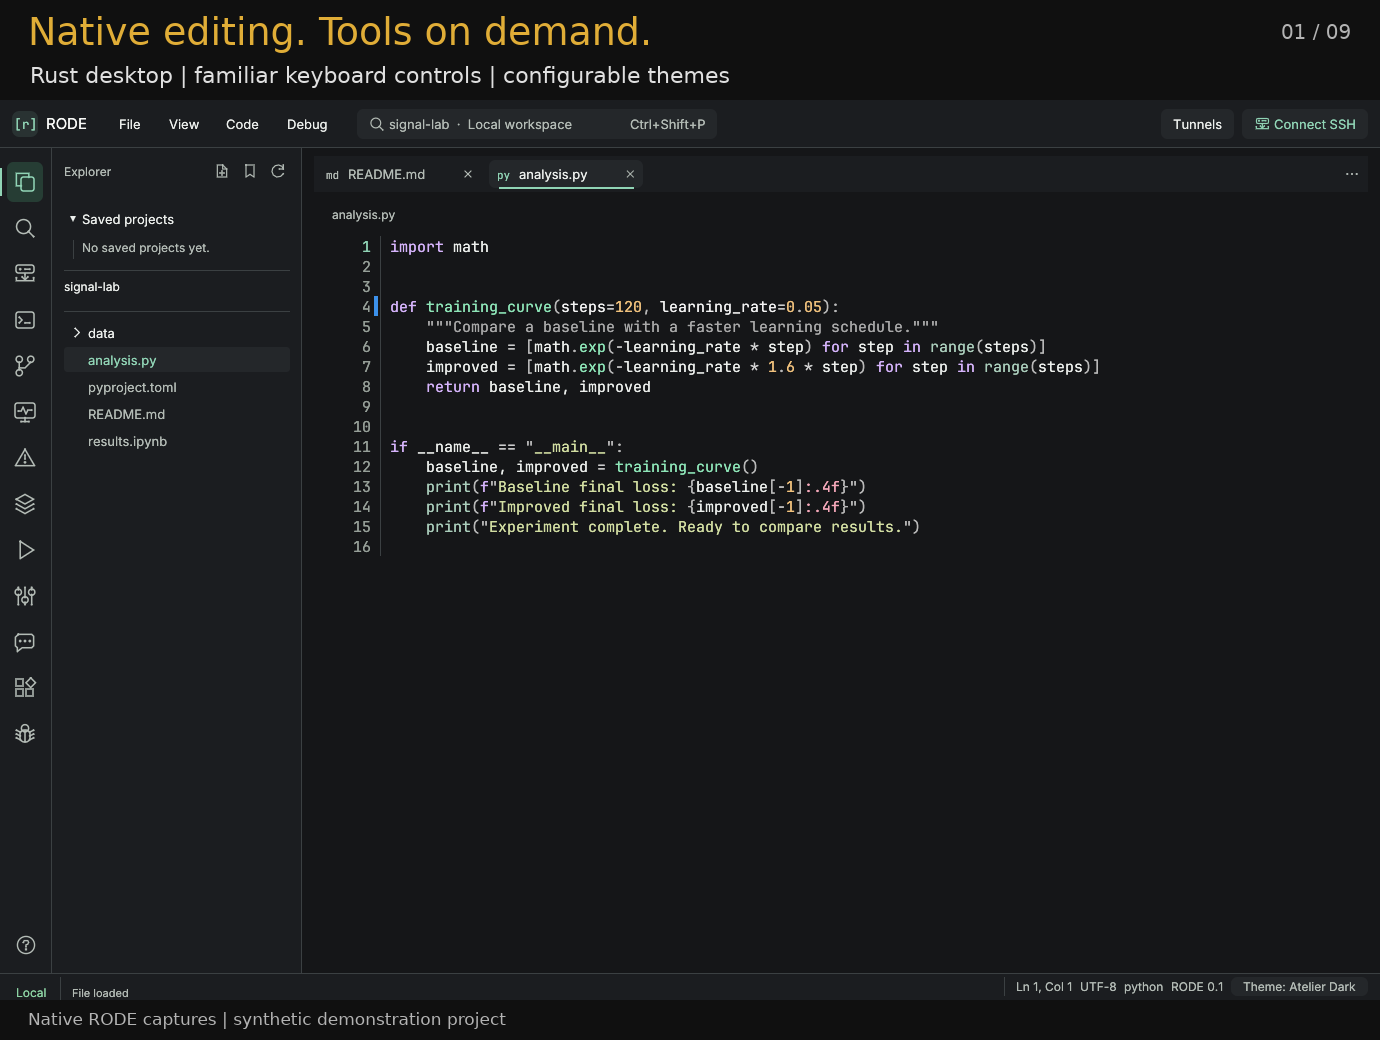 Native editing. Tools on demand.
01 / 09
Rust desktop | familiar keyboard controls | configurable themes
[r] RODE File View Code Debug signal-lab · Local workspace Ctrl+Shift+P Tunnels Connect SSH
Explorer
Saved projects
No saved projects yet.
signal-lab
data
analysis.py
pyproject.toml
README.md
results.ipynb
md README.md × py analysis.py × ...
analysis.py
1 import math
2
3
4 def training_curve(steps=120, learning_rate=0.05):
5     """Compare a baseline with a faster learning schedule."""
6     baseline = [math.exp(-learning_rate * step) for step in range(steps)]
7     improved = [math.exp(-learning_rate * 1.6 * step) for step in range(steps)]
8     return baseline, improved
9
10
11 if __name__ == "__main__":
12     baseline, improved = training_curve()
13     print(f"Baseline final loss: {baseline[-1]:.4f}")
14     print(f"Improved final loss: {improved[-1]:.4f}")
15     print("Experiment complete. Ready to compare results.")
16
Local File loaded
Ln 1, Col 1 UTF-8 python RODE 0.1 Theme: Atelier Dark
Native RODE captures | synthetic demonstration project